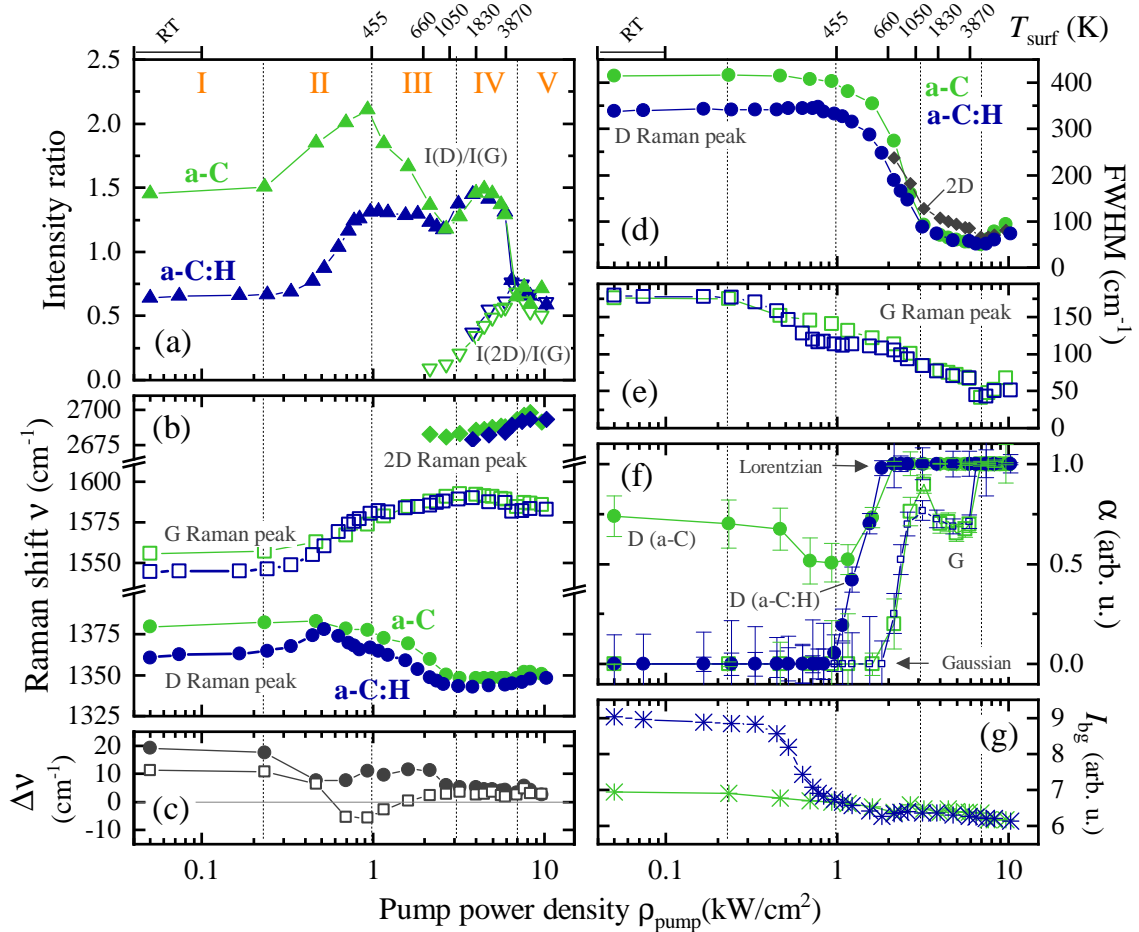 RT 455 660 1050 1830 3870
RT 455 660 1050 1830 3870 T_surf (K)
2.5
2.0
1.5
1.0
0.5
0.0
Intensity ratio
I II III IV V
a-C
a-C:H
I(D)/I(G)
I(2D)/I(G)
(a)
2700
2675
1600
1575
1550
1375
1350
1325
Raman shift ν (cm⁻¹)
(b)
2D Raman peak
G Raman peak
a-C
D Raman peak
a-C:H
20
10
0
-10
Δν
(cm⁻¹)
(c)
0.1 1 10
400
300
200
100
0
FWHM (cm⁻¹)
a-C
a-C:H
D Raman peak
2D
(d)
150
100
50
0
G Raman peak
(e)
1.0
0.5
0.0
α (arb. u.)
(f)
Lorentzian
D (a-C)
D (a-C:H)
G
Gaussian
9
8
7
6
I_bg (arb. u.)
(g)
0.1 1 10
Pump power density ρ_pump(kW/cm²)